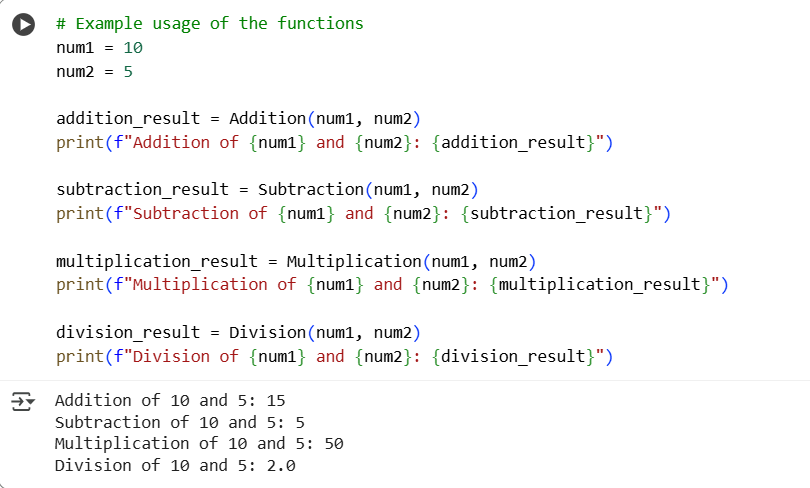 # Example usage of the functions
num1 = 10
num2 = 5
addition_result = Addition(num1, num2)
print(f"Addition of {num1} and {num2}: {addition_result}")
subtraction_result = Subtraction(num1, num2)
print(f"Subtraction of {num1} and {num2}: {subtraction_result}")
multiplication_result = Multiplication(num1, num2)
print(f"Multiplication of {num1} and {num2}: {multiplication_result}")
division_result = Division(num1, num2)
print(f"Division of {num1} and {num2}: {division_result}")
Addition of 10 and 5: 15
Subtraction of 10 and 5: 5
Multiplication of 10 and 5: 50
Division of 10 and 5: 2.0